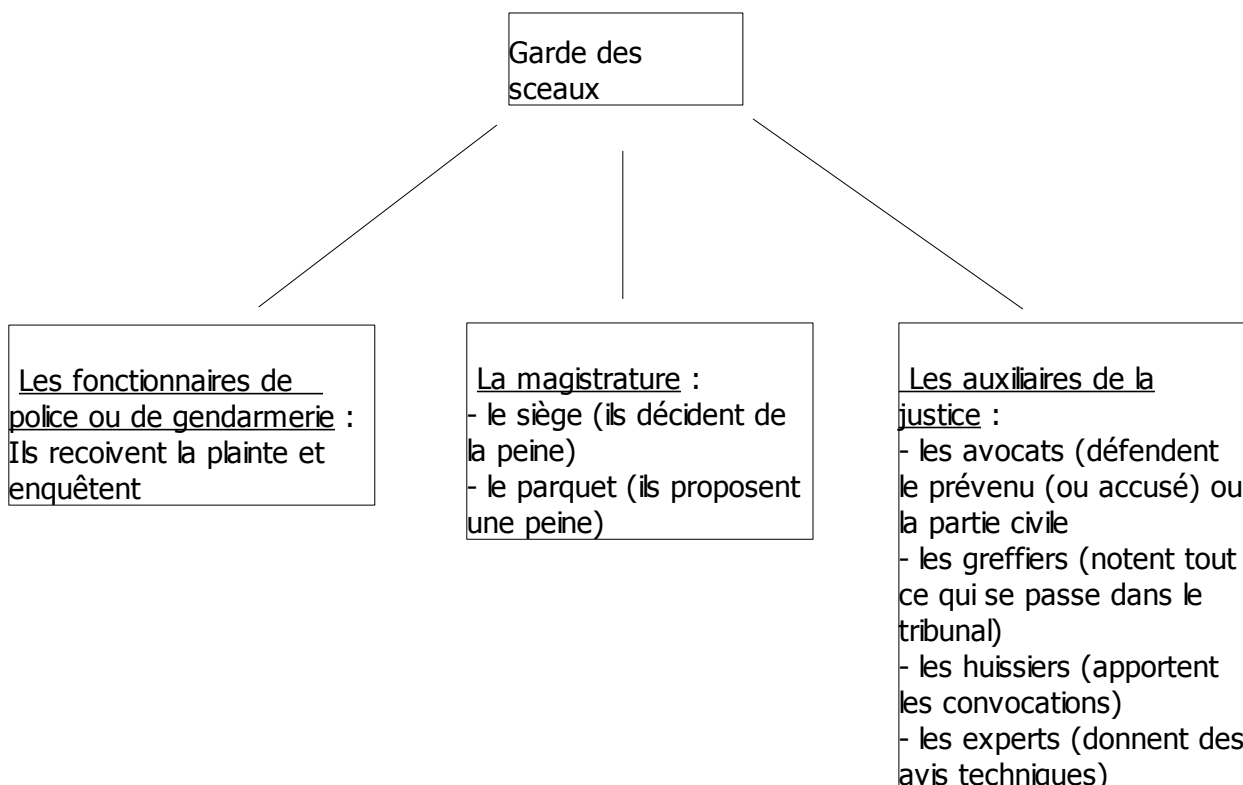 Garde des
sceaux
Les fonctionnaires de
police ou de gendarmerie :
Ils recoivent la plainte et
enquêtent
La magistrature :
- le siège (ils décident de
la peine)
- le parquet (ils proposent
une peine)
Les auxiliaires de la
justice :
- les avocats (défendent
le prévenu (ou accusé) ou
la partie civile
- les greffiers (notent tout
ce qui se passe dans le
tribunal)
- les huissiers (apportent
les convocations)
- les experts (donnent des
avis techniques)